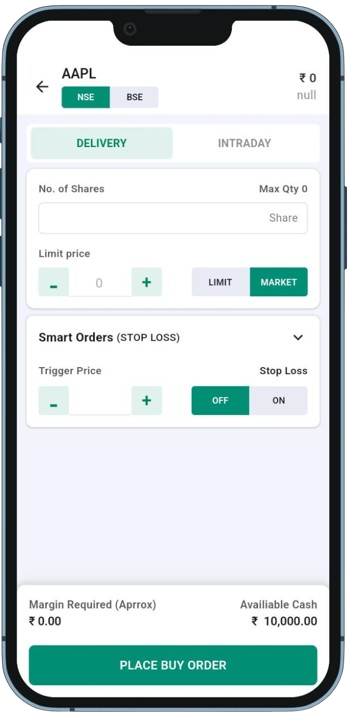 AAPL
₹ 0
NSE BSE
null
DELIVERY INTRADAY
No. of Shares Max Qty 0
Share
Limit price
- 0 + LIMIT MARKET
Smart Orders (STOP LOSS)
Trigger Price Stop Loss
- + OFF ON
Margin Required (Aprrox) Availiable Cash
₹ 0.00 ₹ 10,000.00
PLACE BUY ORDER